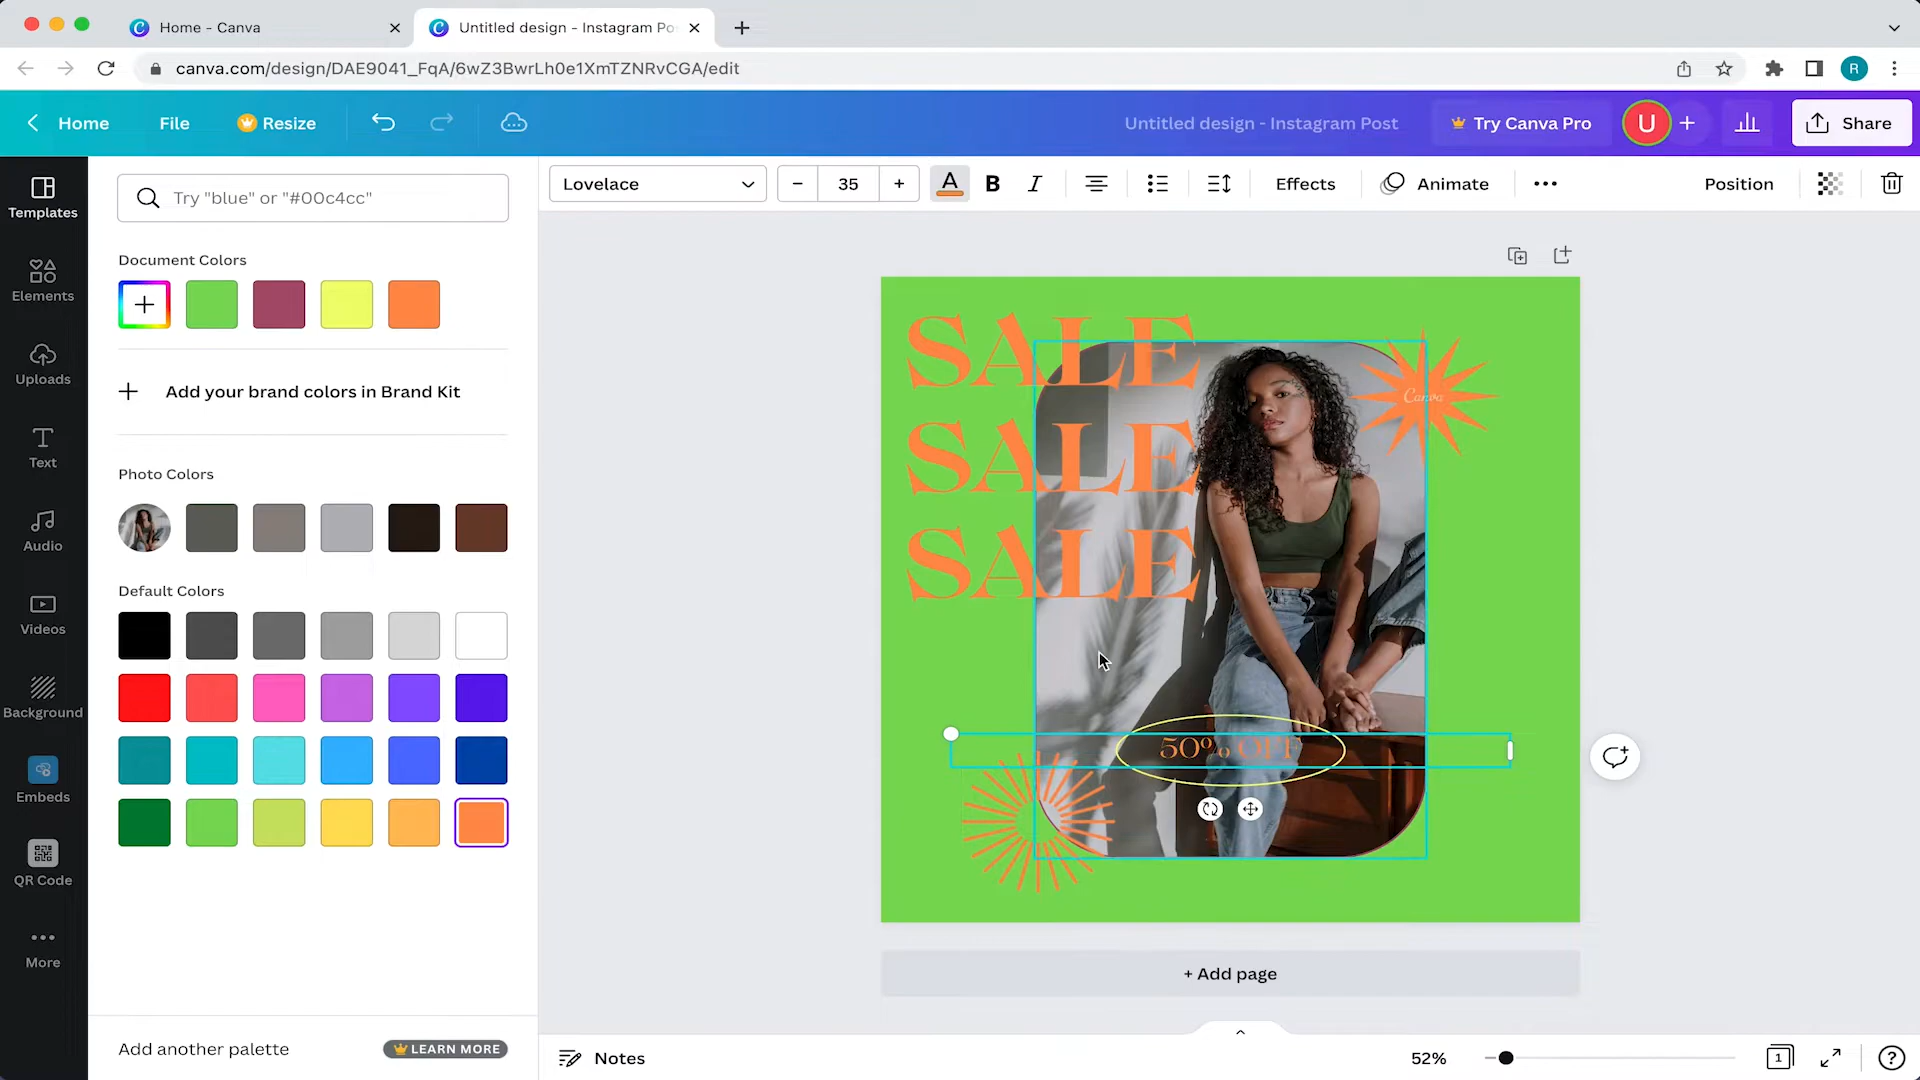 Home - Canva
Untitled design - Instagram Po
canva.com/design/DAE9041_FqA/6wZ3BwrLh0e1XmTZNRvCGA/edit
R
Home
File
Resize
Untitled design - Instagram Post
Try Canva Pro
U
Share
Templates
Elements
Uploads
Text
Audio
Videos
Background
Embeds
QR Code
More
Try "blue" or "#00c4cc"
Document Colors
Add your brand colors in Brand Kit
Photo Colors
Default Colors
Add another palette
LEARN MORE
Lovelace
35
A
B
I
Effects
Animate
Position
SALE
SALE
SALE
Canva
50% OFF
+ Add page
Notes
52%
1